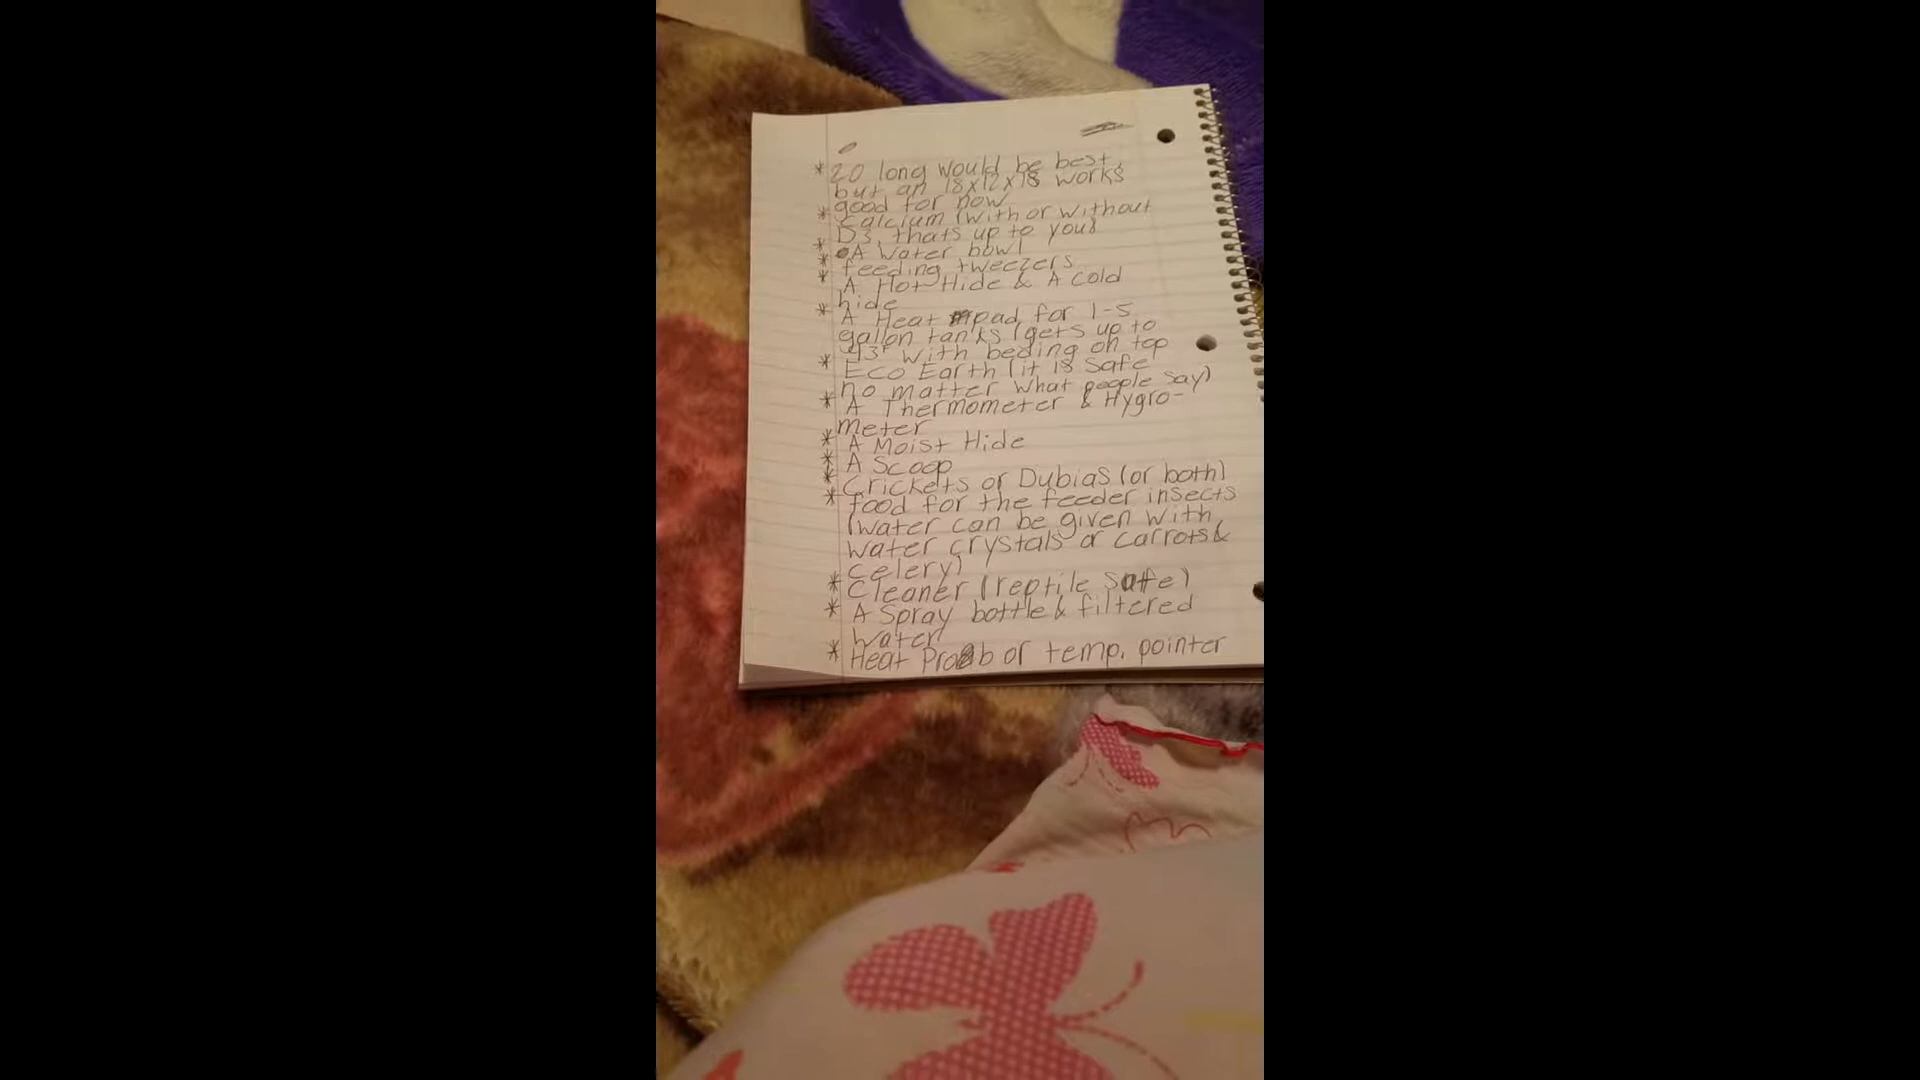 * 20 long would be best,
but an 18x12x18 works
good for now
* Calcium (with or without
D3, thats up to you)
* A Water bowl
* feeding tweezers
* A Hot Hide & A cold
hide
* A Heat pad for 1-5
gallon tanks (gets up to
93° with beding on top
* Eco Earth (it is safe
no matter what people say)
* A Thermometer & Hygro-
meter
* A Moist Hide
* A Scoop
* Crickets or Dubias (or both)
* food for the feeder insects
(water can be given with
water crystals or carrots &
celery)
* Cleaner (reptile safe)
* A Spray bottle & filtered
water
* Heat Prob or temp. pointer